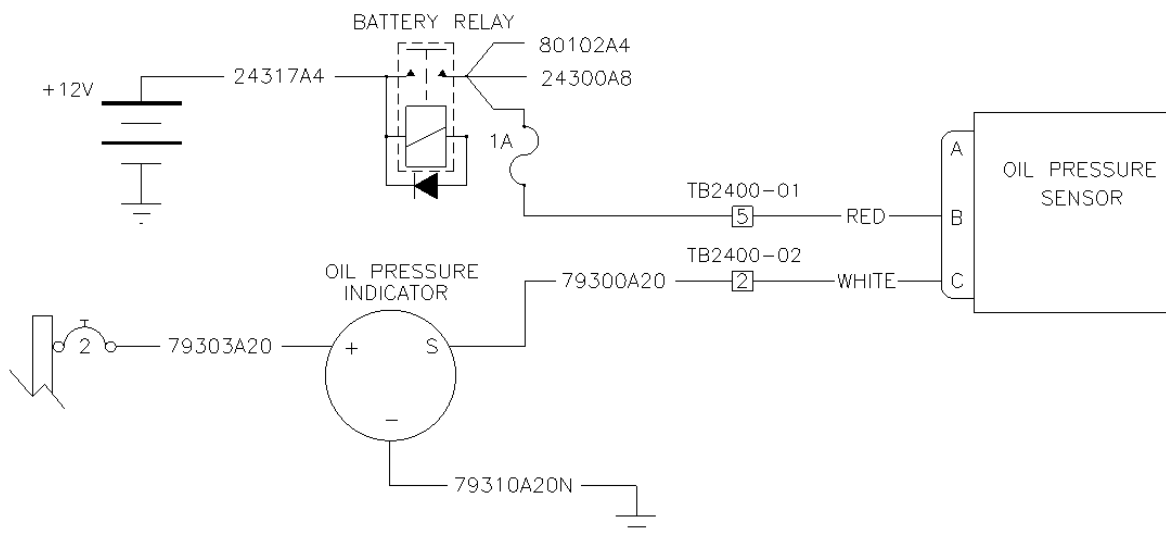 BATTERY RELAY
80102A4
24317A4
24300A8
+12V
1A
A
OIL PRESSURE
SENSOR
TB2400-01
5
RED
B
TB2400-02
OIL PRESSURE
INDICATOR
79300A20
2
WHITE
C
2
79303A20
+
S
-
79310A20N